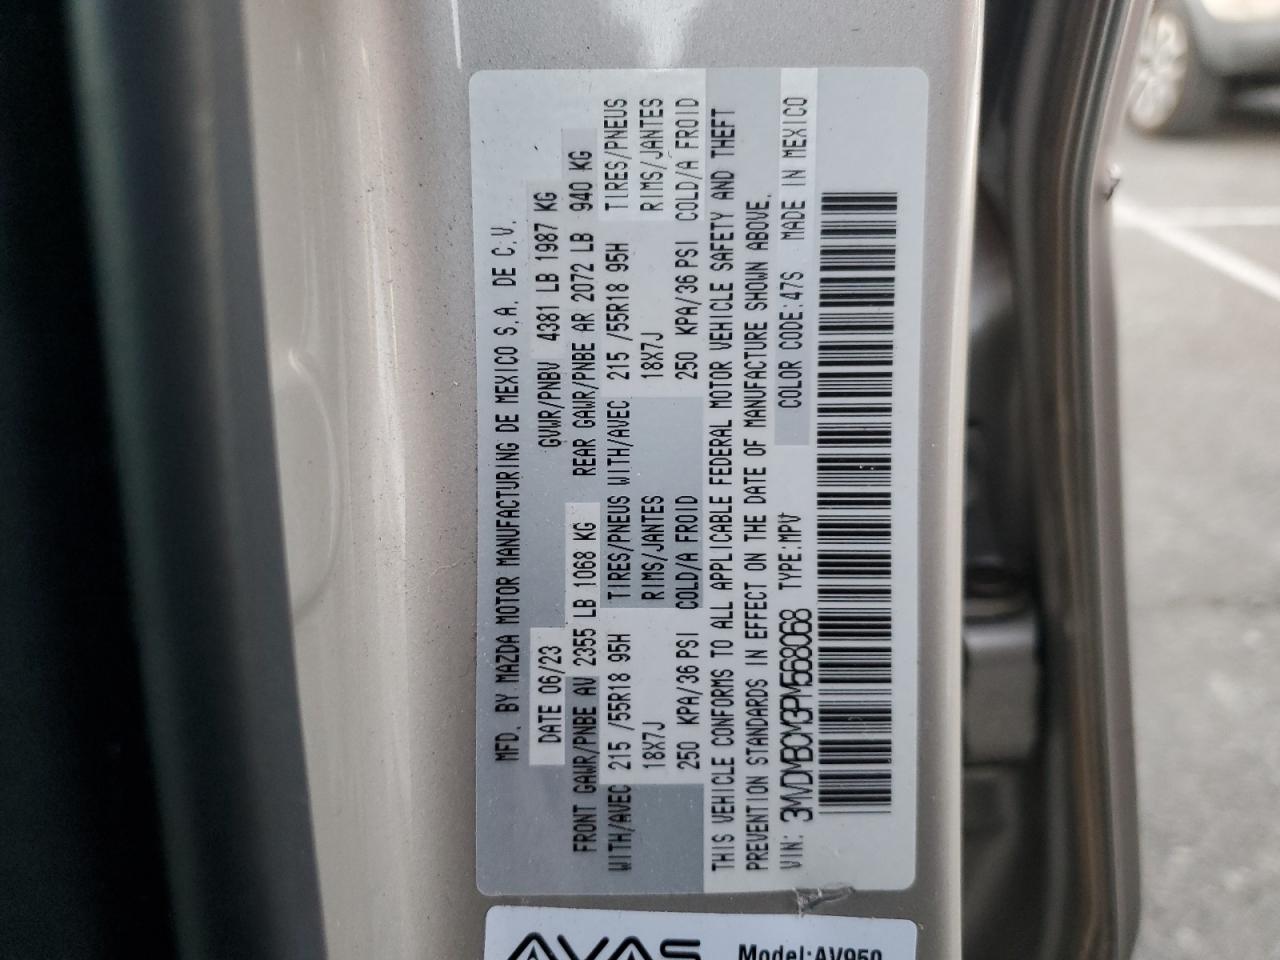 MFD. BY MAZDA MOTOR MANUFACTURING DE MEXICO S.A. DE C.V.
DATE 06/23 GVWR/PNBV 4381 LB 1987 KG
FRONT GAWR/PNBE AV 2355 LB 1068 KG REAR GAWR/PNBE AR 2072 LB 940 KG
WITH/AVEC 215 /55R18 95H TIRES/PNEUS WITH/AVEC 215 /55R18 95H TIRES/PNEUS
18X7J RIMS/JANTES 18X7J RIMS/JANTES
250 KPA/36 PSI COLD/A FROID 250 KPA/36 PSI COLD/A FROID
THIS VEHICLE CONFORMS TO ALL APPLICABLE FEDERAL MOTOR VEHICLE SAFETY AND THEFT
PREVENTION STANDARDS IN EFFECT ON THE DATE OF MANUFACTURE SHOWN ABOVE.
VIN: 3MVDMBCM3PM568068 TYPE:MPV COLOR CODE:47S MADE IN MEXICO
AVAS Model:AV950